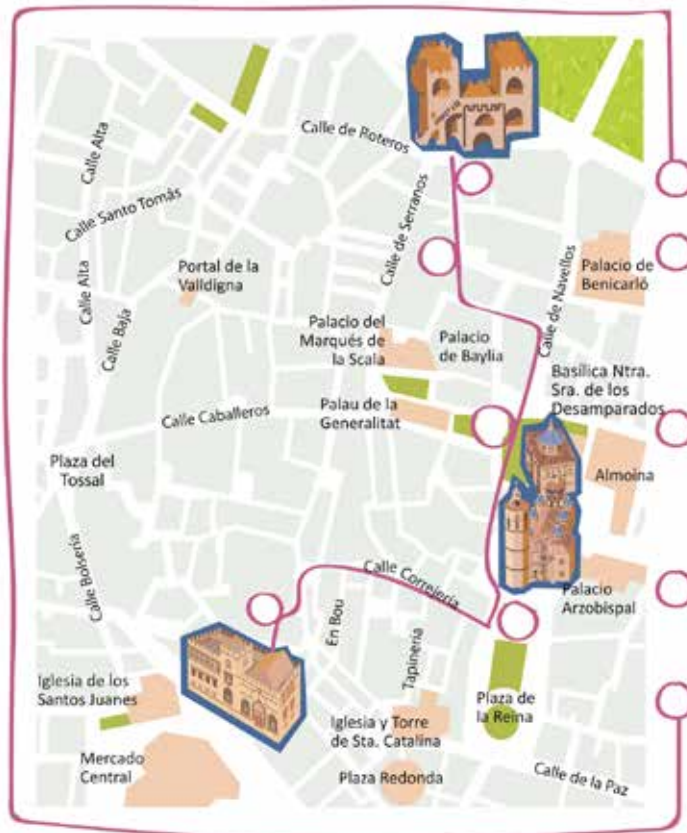 Calle de Roteros
Calle Alta
Calle Santo Tomás
Calle de Serranos
Calle de Navellos
Palacio de
Benicarló
Portal de la
Valldigna
Calle Alta
Calle Baja
Palacio del
Marqués de
la Scala
Palacio
de Baylia
Basílica Ntra.
Sra. de los
Desamparados
Calle Caballeros
Palau de la
Generalitat
Plaza del
Tossal
Almoina
Calle Bolsería
Calle Correjería
Palacio
Arzobispal
En Bou
Tapinería
Iglesia de los
Santos Juanes
Iglesia y Torre
de Sta. Catalina
Plaza de
la Reina
Mercado
Central
Plaza Redonda
Calle de la Paz